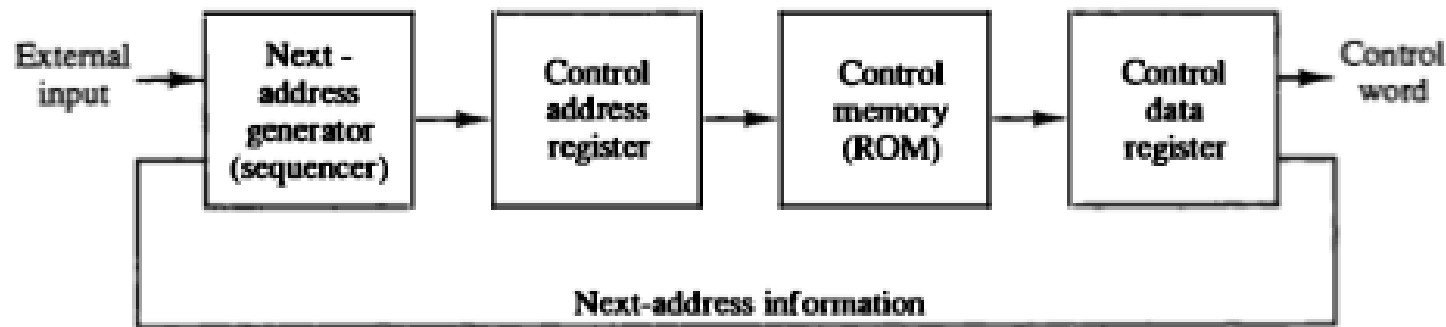 External
input
Next -
address
generator
(sequencer)
Control
address
register
Control
memory
(ROM)
Control
data
register
Control
word
Next-address information